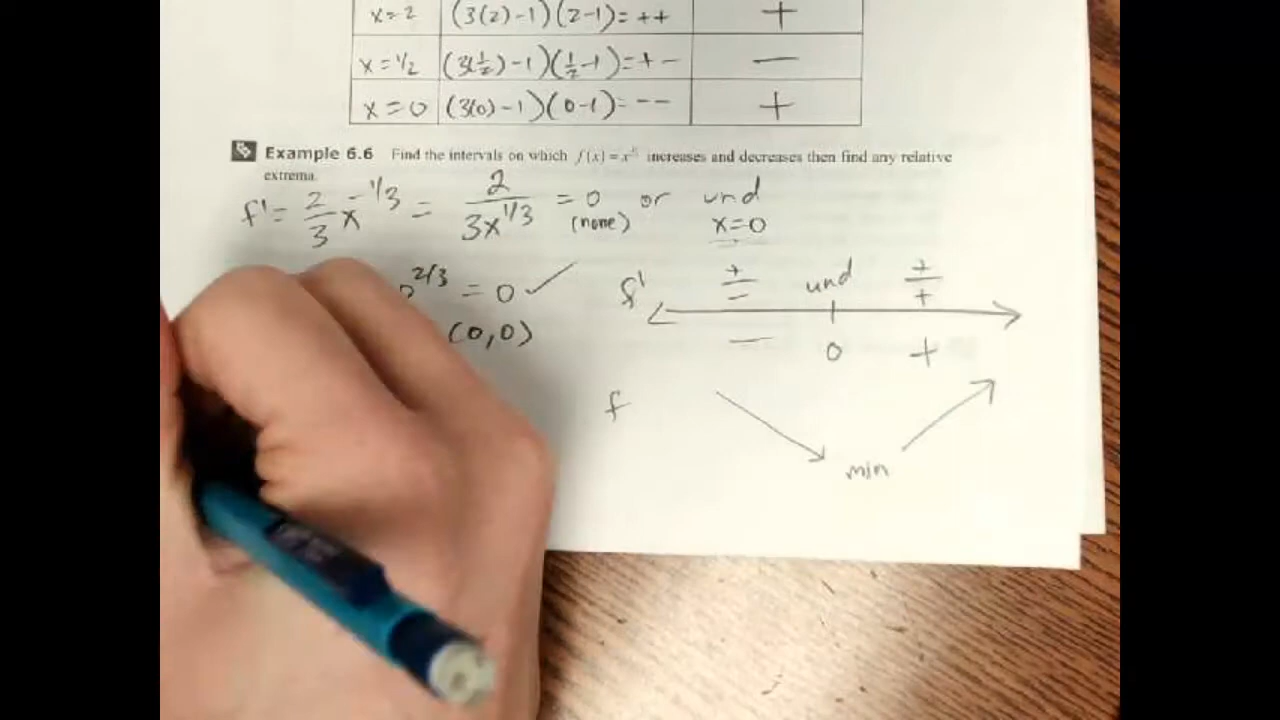 x=2 (3(2)-1)(2-1)=++ +
x=1/2 (3(1/2)-1)(1/2-1)=+- —
x=0 (3(0)-1)(0-1)=-- +
Example 6.6 Find the intervals on which f(x)=x^{2/3} increases and decreases then find any relative
extrema.
f' = 2/3 x^{-1/3} = 2/(3x^{1/3}) = 0 or und
(none) x=0
0^{2/3} = 0 ✓ f' +/- und +/+
(0,0) — 0 +
f
min